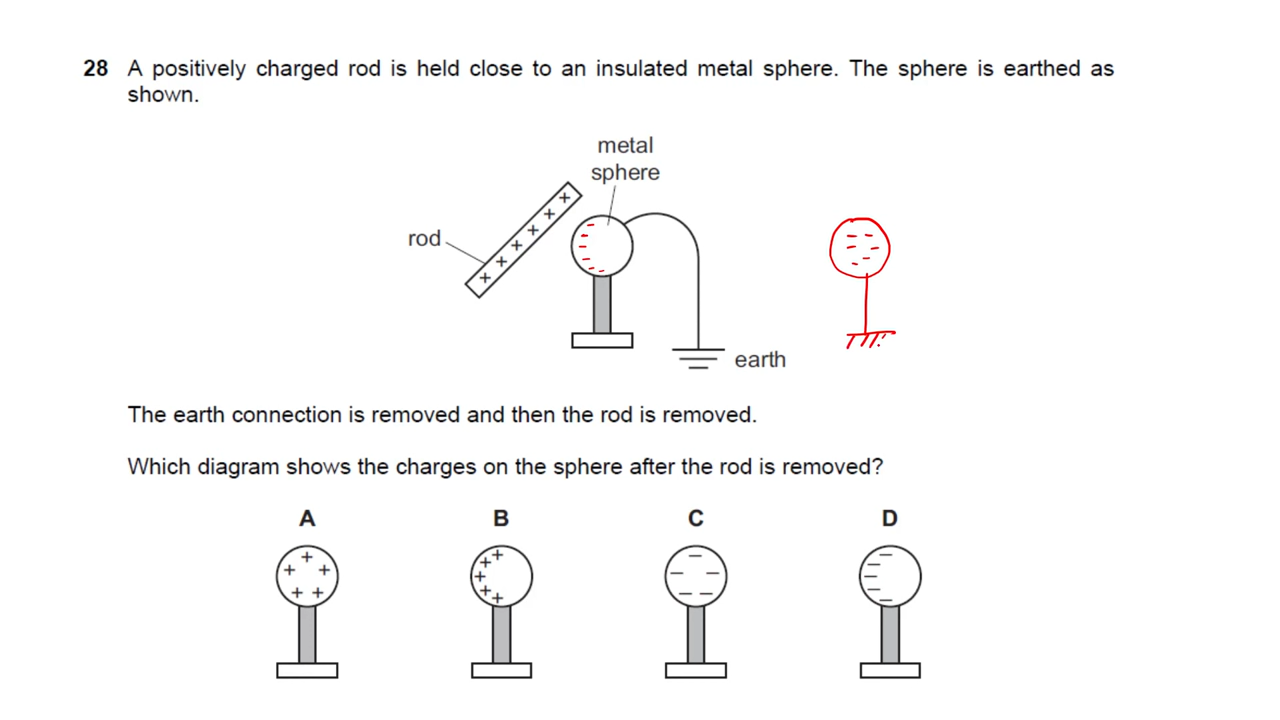 28 A positively charged rod is held close to an insulated metal sphere. The sphere is earthed as
shown.
metal
sphere
rod
+ + + + + + +
earth
The earth connection is removed and then the rod is removed.
Which diagram shows the charges on the sphere after the rod is removed?
A B C D
+ + + + +
+ + + + +
– – – – –
– – – – –